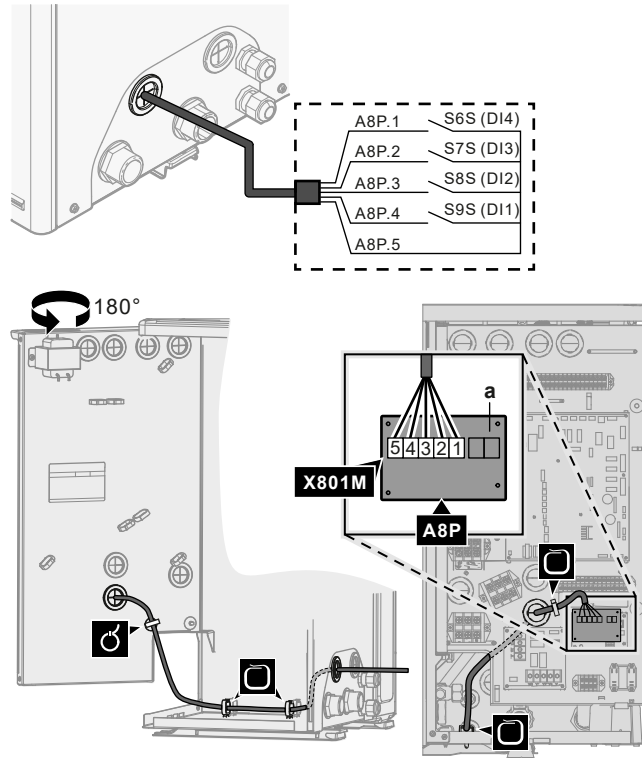 A8P.1 S6S (DI4)
A8P.2 S7S (DI3)
A8P.3 S8S (DI2)
A8P.4 S9S (DI1)
A8P.5
180°
a
5 4 3 2 1
X801M
A8P